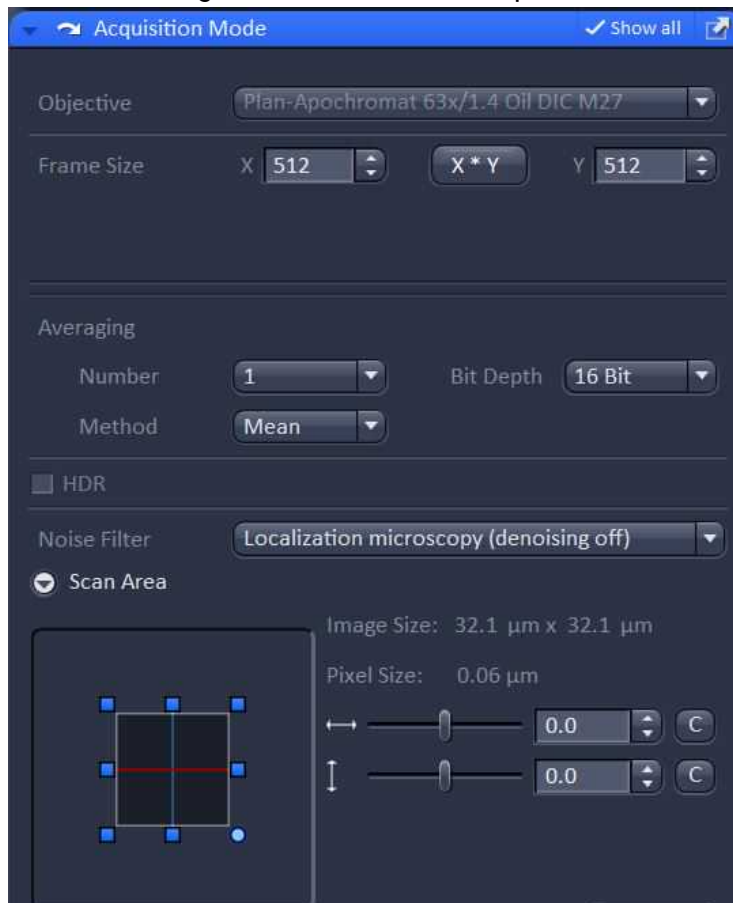 Acquisition Mode Show all
Objective Plan-Apochromat 63x/1.4 Oil DIC M27
Frame Size X 512 X * Y Y 512
Averaging
Number 1 Bit Depth 16 Bit
Method Mean
HDR
Noise Filter Localization microscopy (denoising off)
Scan Area
Image Size: 32.1 µm x 32.1 µm
Pixel Size: 0.06 µm
0.0 C
0.0 C